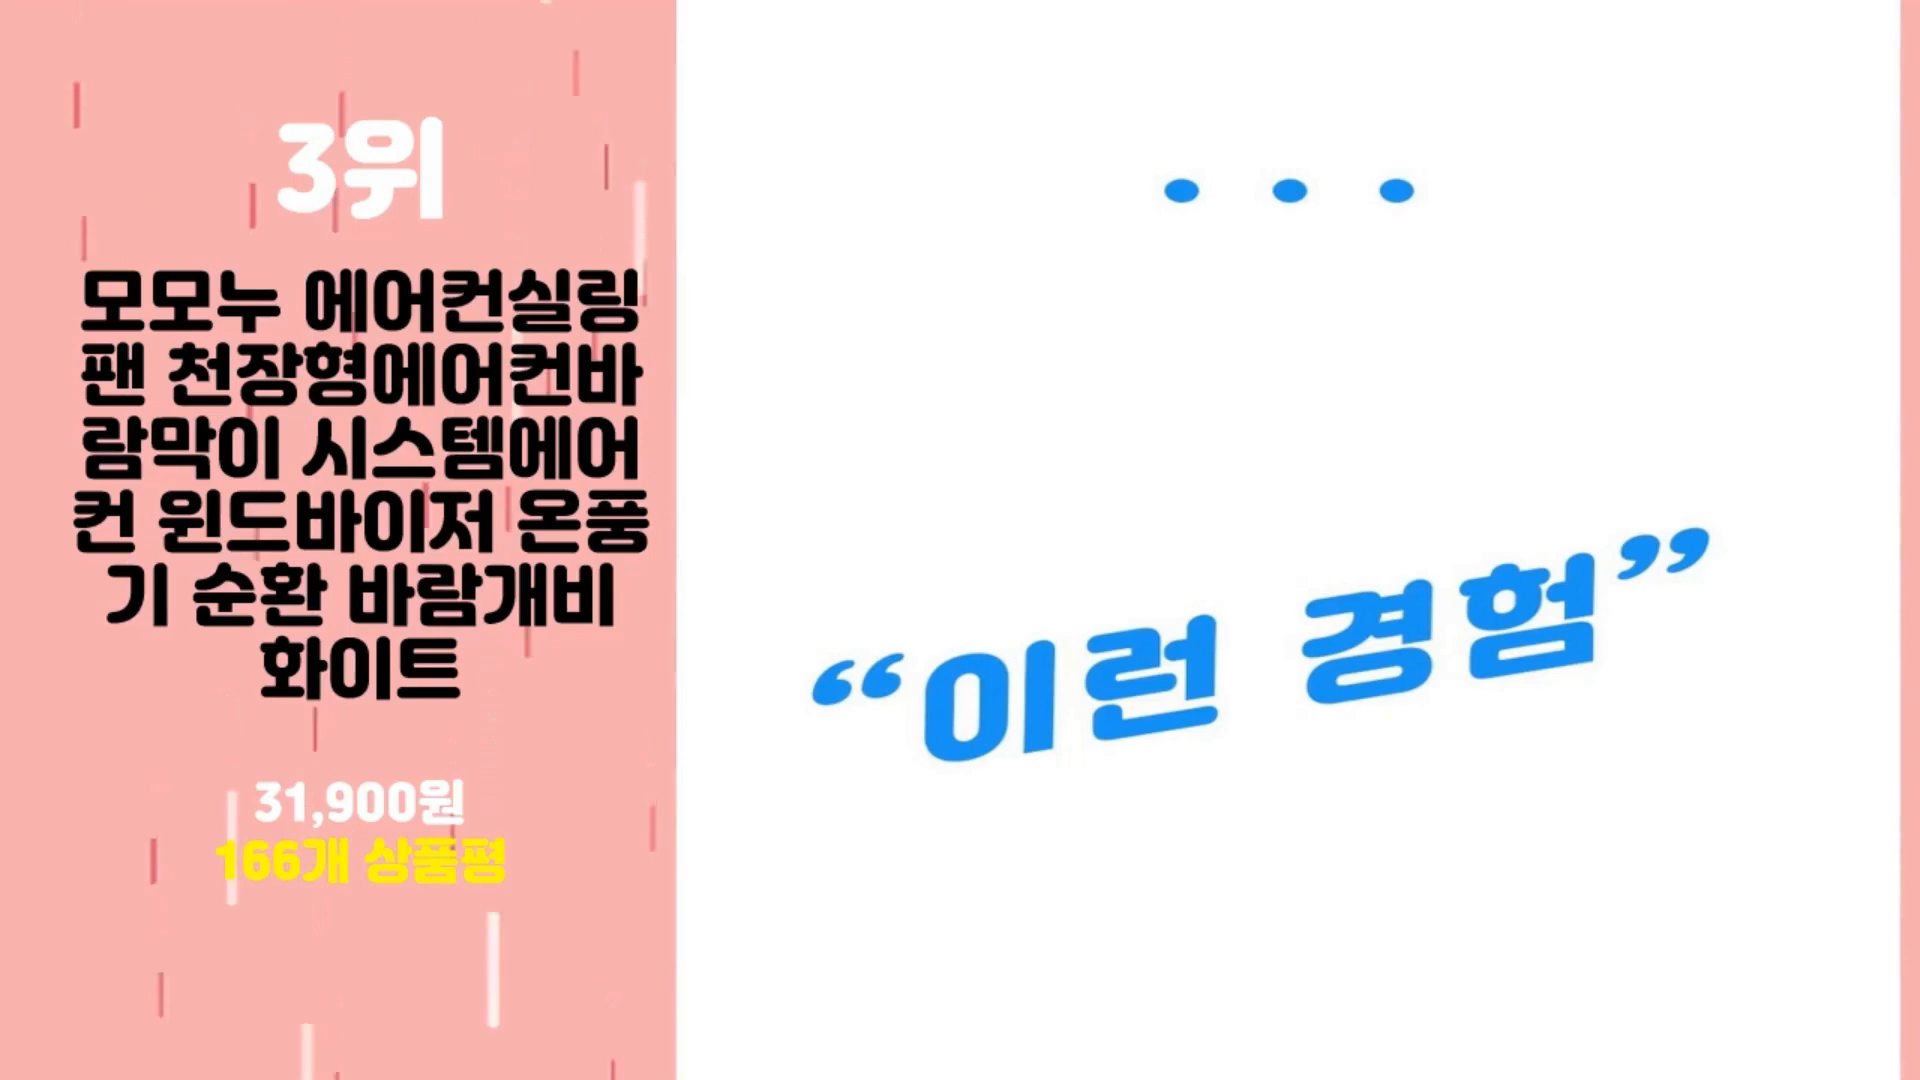 3위
모모누 에어컨실링
팬 천장형에어컨바
람막이 시스템에어
컨 윈드바이저 온풍
기 순환 바람개비
화이트
31,900원
166개 상품평
• • •
“이런 경험”